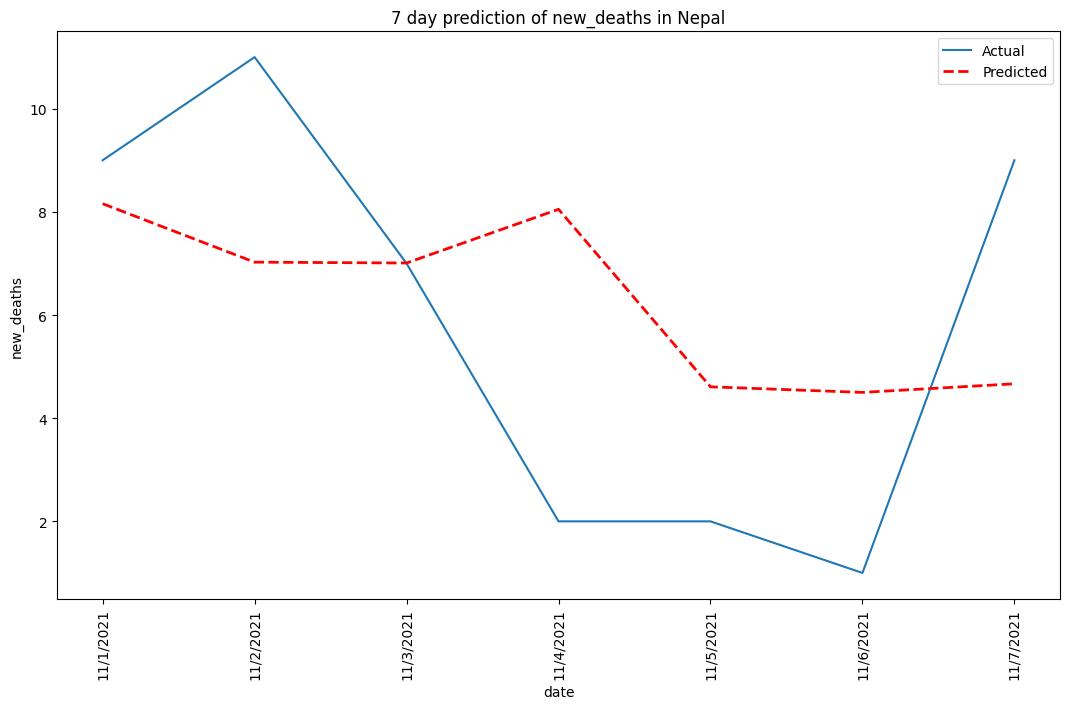 7 day prediction of new_deaths in Nepal
Actual
Predicted
new_deaths
10
8
6
4
2
11/1/2021
11/2/2021
11/3/2021
11/4/2021
11/5/2021
11/6/2021
11/7/2021
date